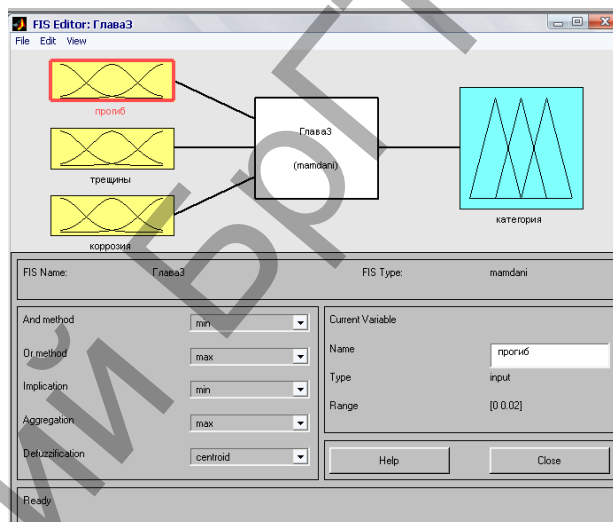 FIS Editor: Глава3
File Edit View
прогиб
трещины
коррозия
Глава3
(mamdani)
категория
FIS Name: Глава3 FIS Type: mamdani
And method min
Or method max
Implication min
Aggregation max
Defuzzification centroid
Current Variable
Name прогиб
Type input
Range [0 0.02]
Help Close
Ready